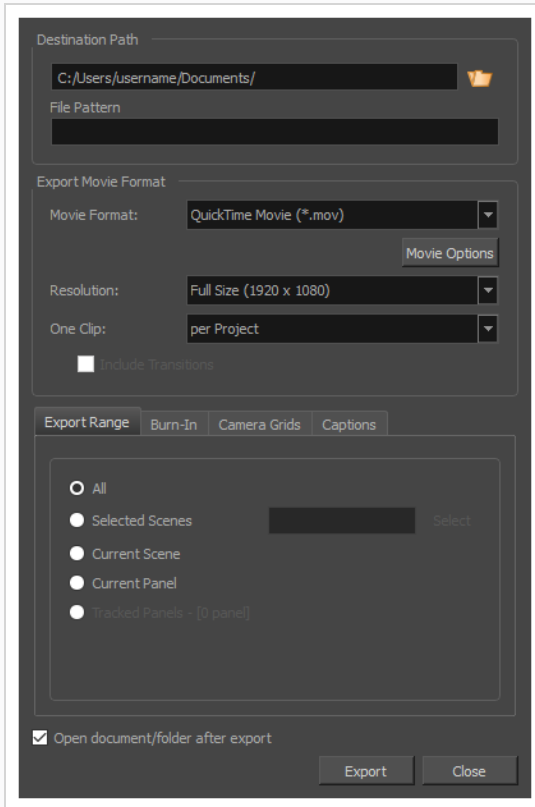 Destination Path
C:/Users/username/Documents/
File Pattern
Export Movie Format
Movie Format: QuickTime Movie (*.mov)
Movie Options
Resolution: Full Size (1920 x 1080)
One Clip: per Project
Include Transitions
Export Range Burn-In Camera Grids Captions
All
Selected Scenes Select
Current Scene
Current Panel
Tracked Panels - [0 panel]
Open document/folder after export
Export Close